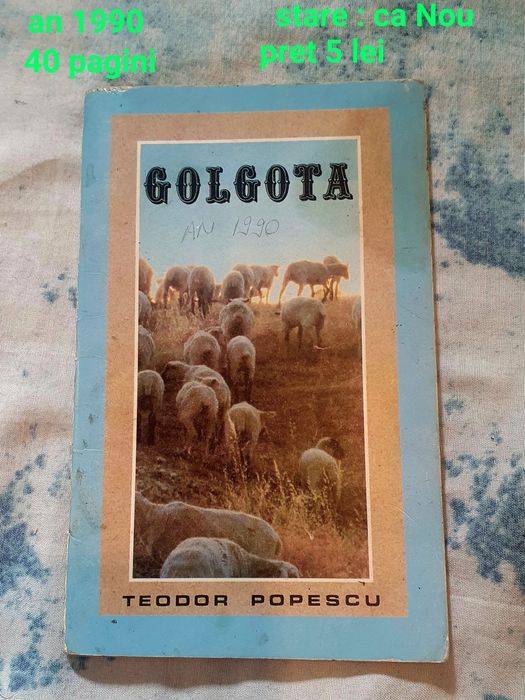 an 1990
40 pagini
stare : ca Nou
pret 5 lei
GOLGOTA
AN 1990
TEODOR POPESCU